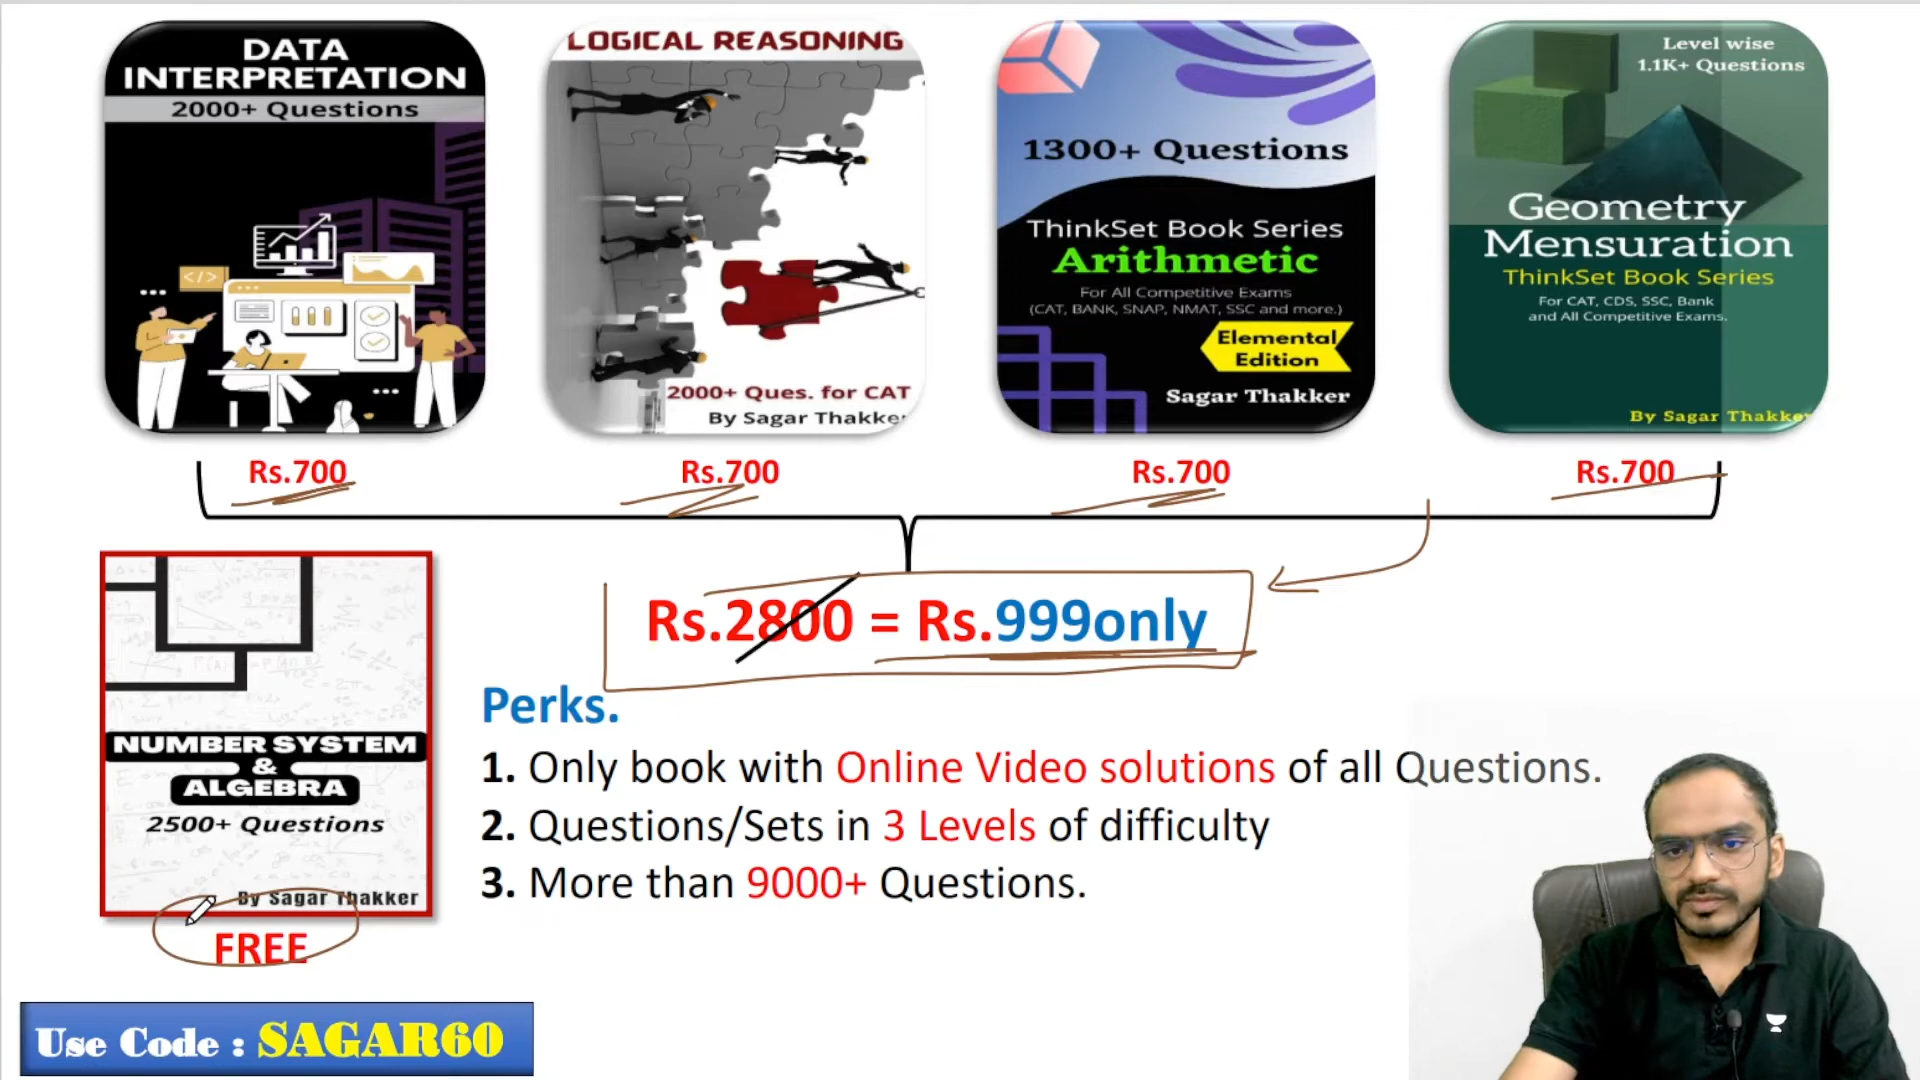 DATA
INTERPRETATION
2000+ Questions
</>
LOGICAL REASONING
2000+ Ques. for CAT
By Sagar Thakker
1300+ Questions
ThinkSet Book Series
Arithmetic
For All Competitive Exams
(CAT, BANK, SNAP, NMAT, SSC and more.)
Elemental
Edition
Sagar Thakker
Level wise
1.1K+ Questions
Geometry
Mensuration
ThinkSet Book Series
For CAT, CDS, SSC, Bank
and All Competitive Exams.
By Sagar Thakker
Rs.700
Rs.700
Rs.700
Rs.700
Rs.2800 = Rs.999only
NUMBER SYSTEM
&
ALGEBRA
2500+ Questions
By Sagar Thakker
FREE
Perks.
1. Only book with Online Video solutions of all Questions.
2. Questions/Sets in 3 Levels of difficulty
3. More than 9000+ Questions.
Use Code : SAGAR60